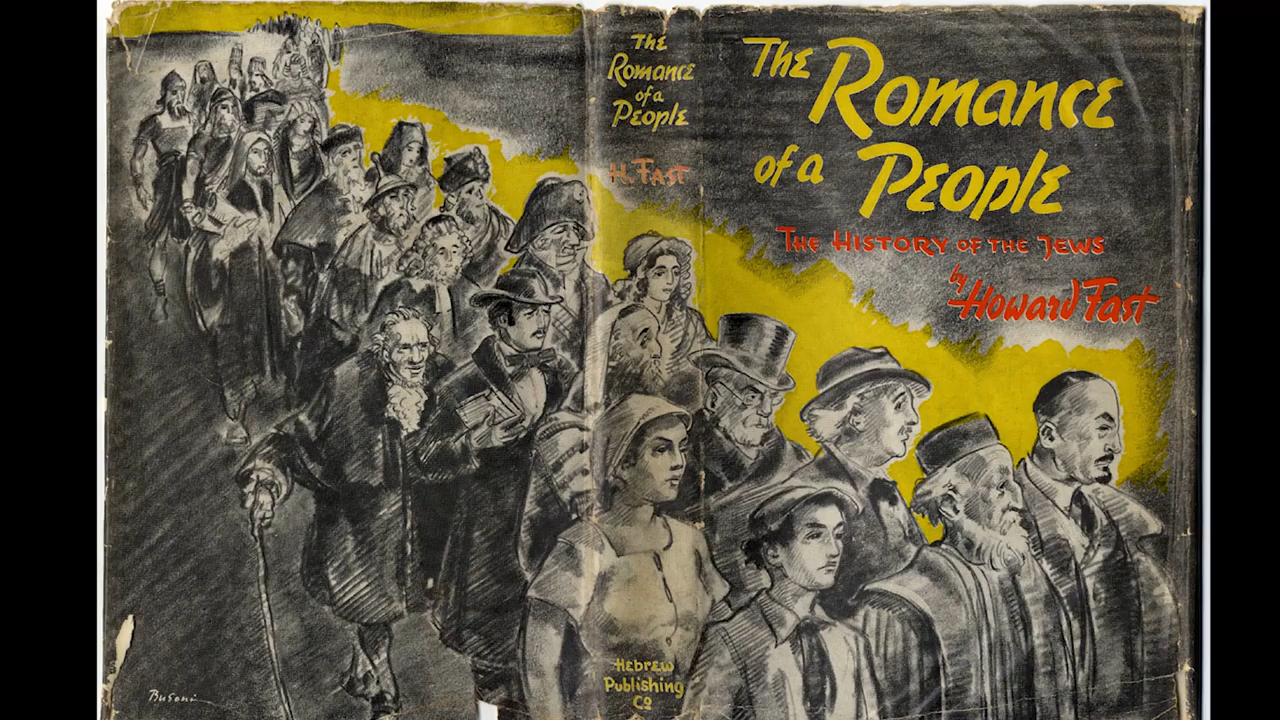 The
Romance
of a
People
H. Fast
Hebrew
Publishing
Co
The Romance
of a People
The History of the Jews
by
Howard Fast
Busoni